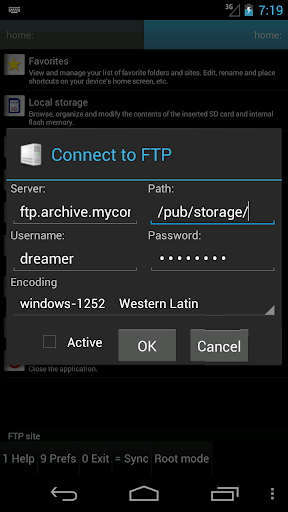 3G 7:19
home: home:
Favorites
View and manage your list of favorite folders and sites. Edit, rename and place
shortcuts on your device's home screen, etc.
Local storage
Browse, organize and modify the contents of the inserted SD card and internal
flash memory.
Connect to FTP
Server: Path:
ftp.archive.mycor /pub/storage/
Username: Password:
dreamer ••••••••
Encoding
windows-1252 Western Latin
Active OK Cancel
Close the application.
FTP site
1 Help 9 Prefs 0 Exit = Sync Root mode